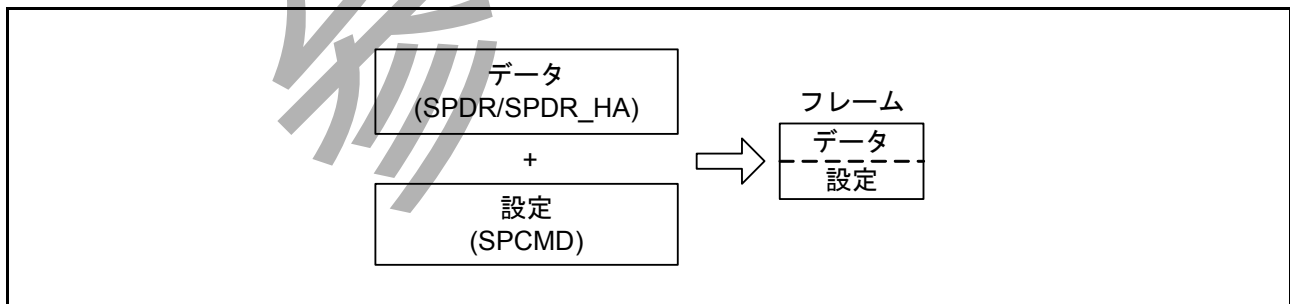 データ
(SPDR/SPDR_HA)
+
設定
(SPCMD)
フレーム
データ
設定